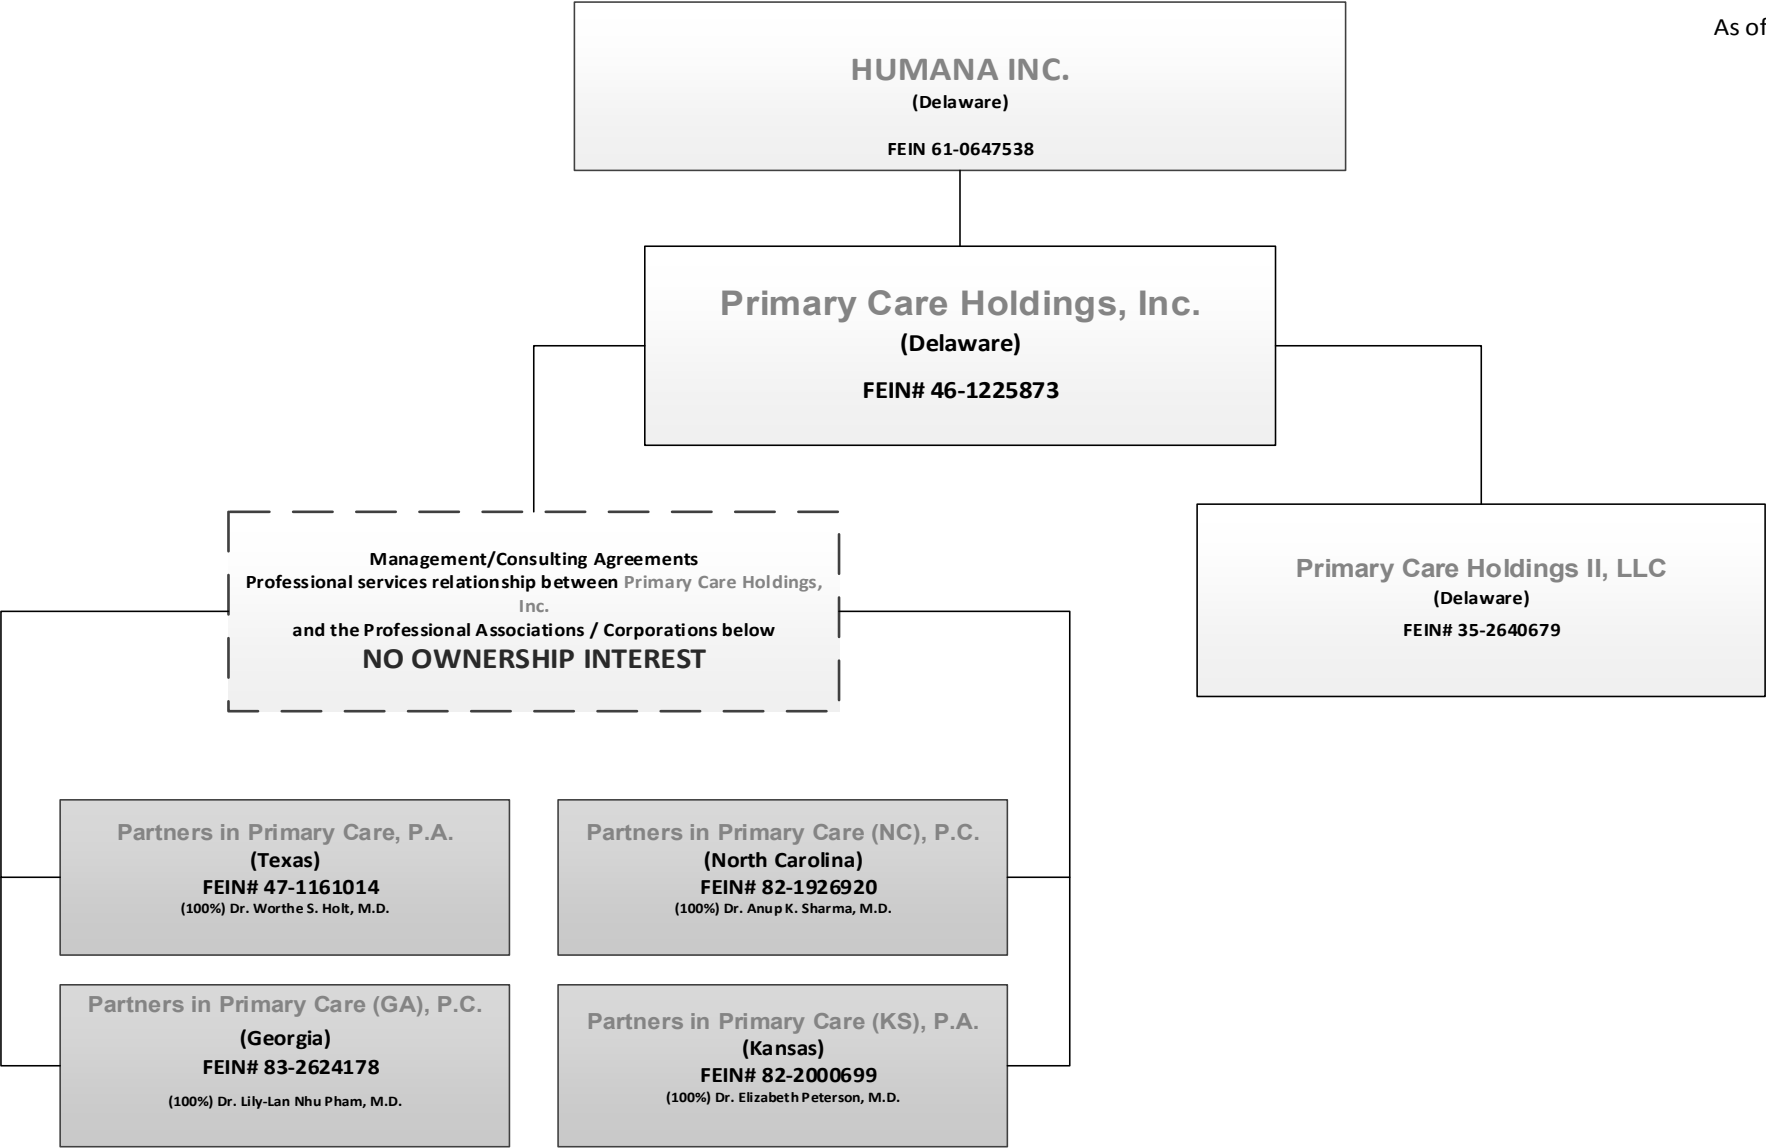 As of
HUMANA INC.
(Delaware)
FEIN 61-0647538
Primary Care Holdings, Inc.
(Delaware)
FEIN# 46-1225873
Management/Consulting Agreements
Professional services relationship between Primary Care Holdings,
Inc.
and the Professional Associations / Corporations below
NO OWNERSHIP INTEREST
Primary Care Holdings II, LLC
(Delaware)
FEIN# 35-2640679
Partners in Primary Care, P.A.
(Texas)
FEIN# 47-1161014
(100%) Dr. Worthe S. Holt, M.D.
Partners in Primary Care (NC), P.C.
(North Carolina)
FEIN# 82-1926920
(100%) Dr. Anup K. Sharma, M.D.
Partners in Primary Care (GA), P.C.
(Georgia)
FEIN# 83-2624178
(100%) Dr. Lily-Lan Nhu Pham, M.D.
Partners in Primary Care (KS), P.A.
(Kansas)
FEIN# 82-2000699
(100%) Dr. Elizabeth Peterson, M.D.